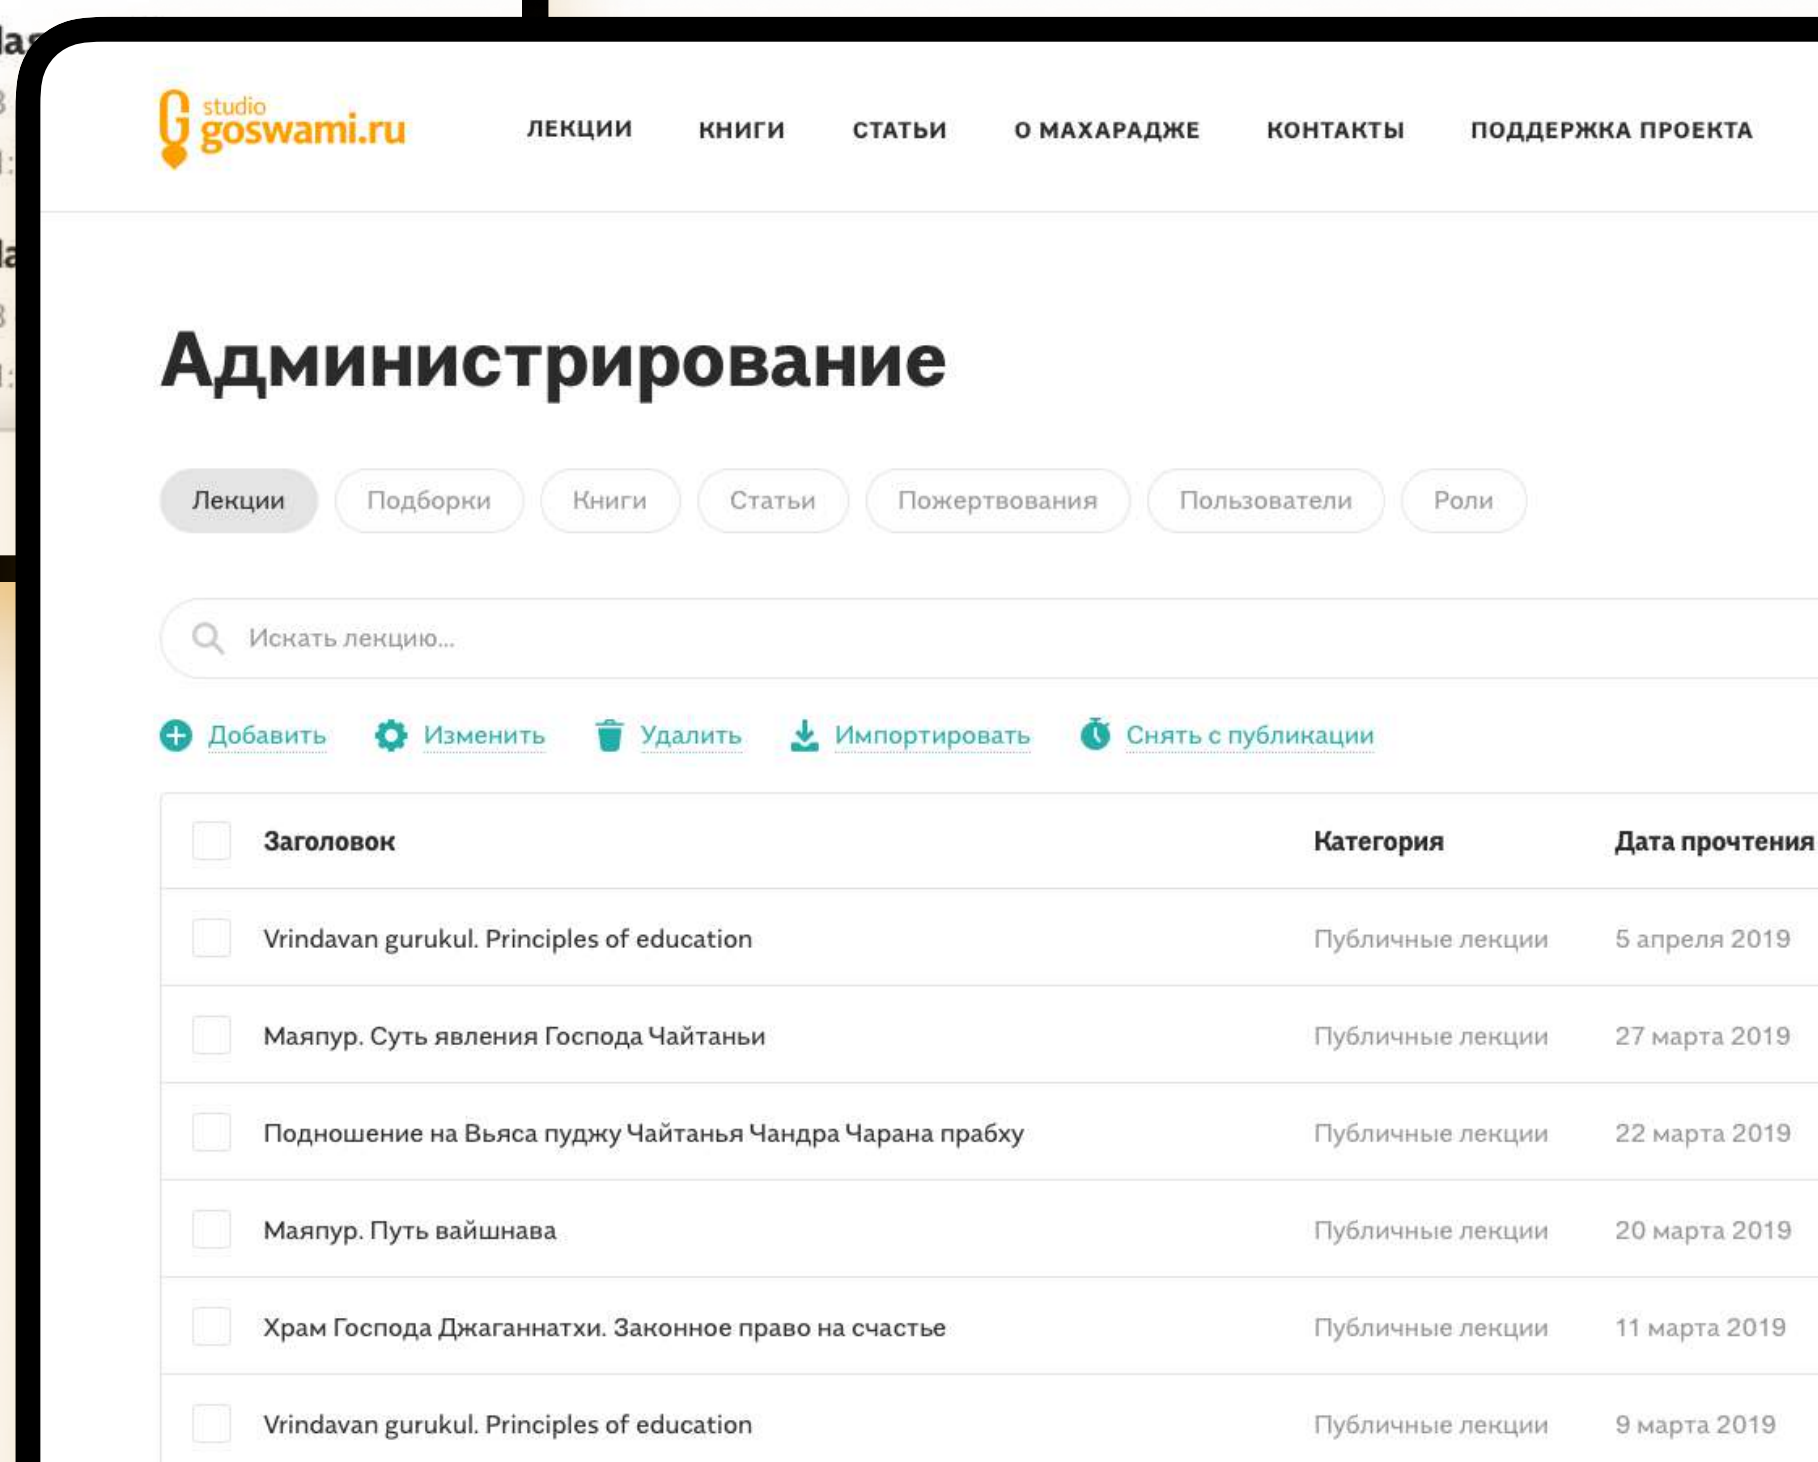 studio
goswami.ru
ЛЕКЦИИ КНИГИ СТАТЬИ О МАХАРАДЖЕ КОНТАКТЫ ПОДДЕРЖКА ПРОЕКТА
Администрирование
Лекции Подборки Книги Статьи Пожертвования Пользователи Роли
Искать лекцию...
Добавить Изменить Удалить Импортировать Снять с публикации
Заголовок Категория Дата прочтения
Vrindavan gurukul. Principles of education Публичные лекции 5 апреля 2019
Маяпур. Суть явления Господа Чайтаньи Публичные лекции 27 марта 2019
Подношение на Вьяса пуджу Чайтанья Чандра Чарана прабху Публичные лекции 22 марта 2019
Маяпур. Путь вайшнава Публичные лекции 20 марта 2019
Храм Господа Джаганнатхи. Законное право на счастье Публичные лекции 11 марта 2019
Vrindavan gurukul. Principles of education Публичные лекции 9 марта 2019